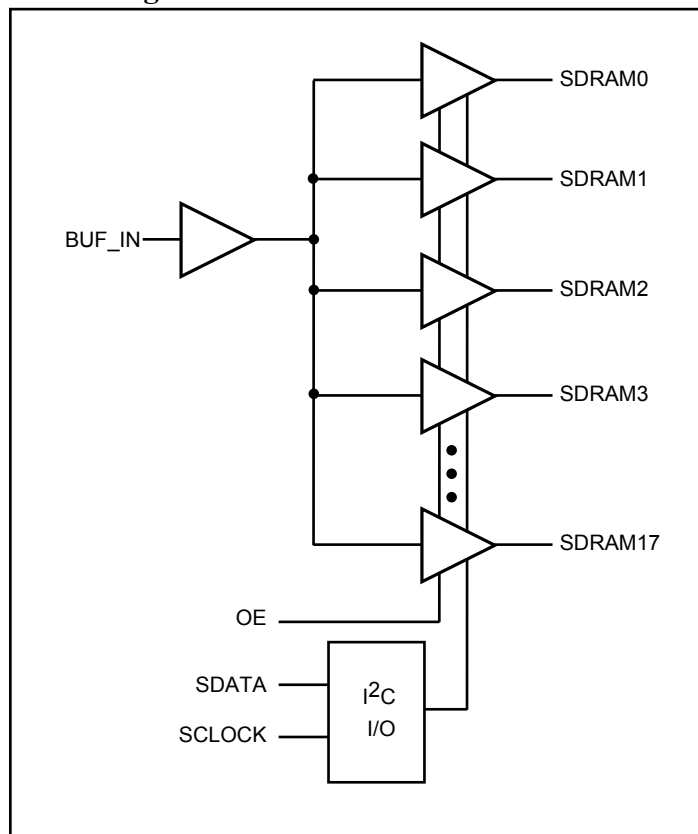 SDRAM0
SDRAM1
BUF_IN
SDRAM2
SDRAM3
SDRAM17
OE
SDATA
I²C
I/O
SCLOCK